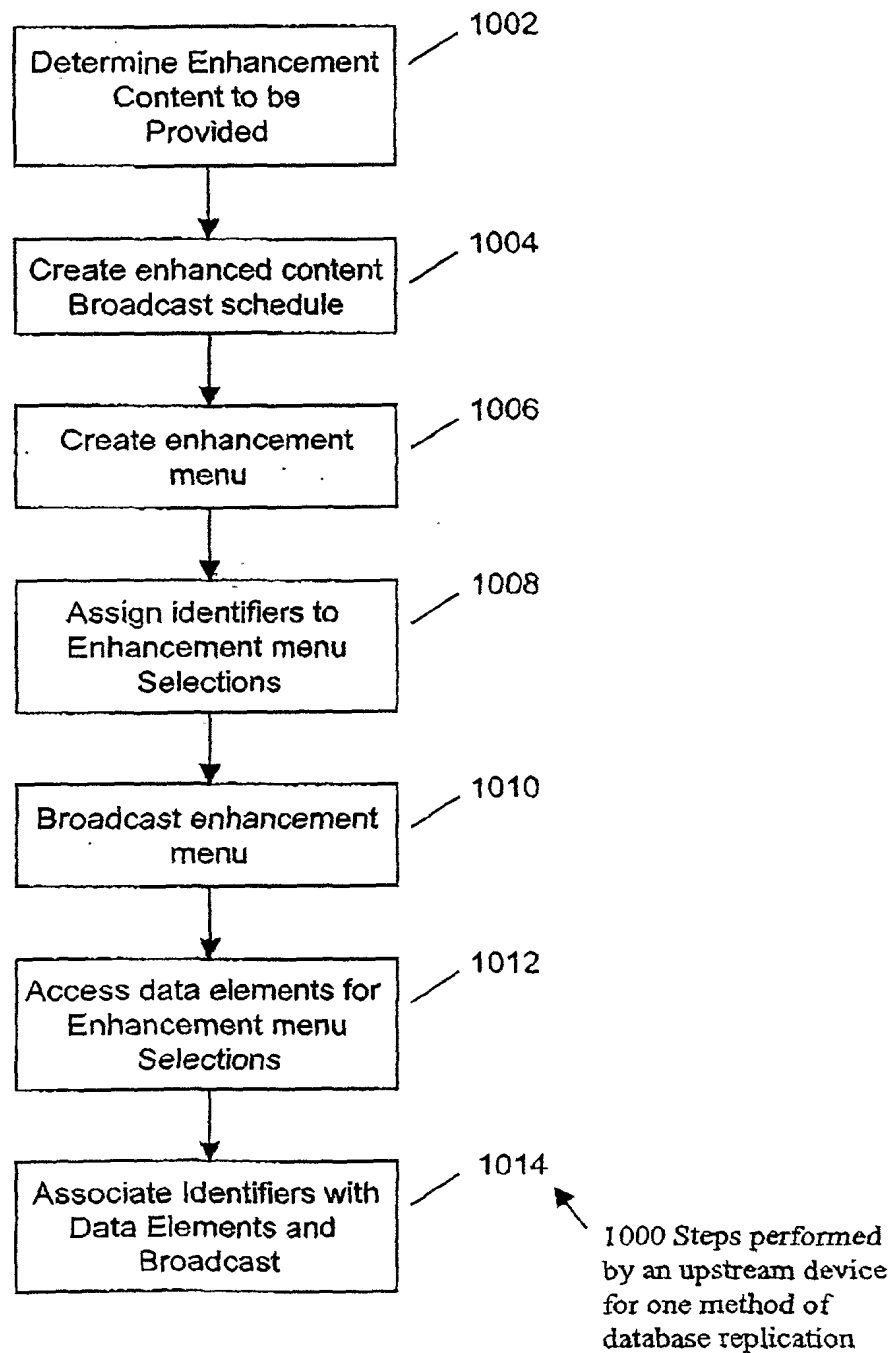 1002
Determine Enhancement
Content to be
Provided
1004
Create enhanced content
Broadcast schedule
1006
Create enhancement
menu
1008
Assign identifiers to
Enhancement menu
Selections
1010
Broadcast enhancement
menu
1012
Access data elements for
Enhancement menu
Selections
1014
Associate Identifiers with
Data Elements and
Broadcast
1000 Steps performed
by an upstream device
for one method of
database replication